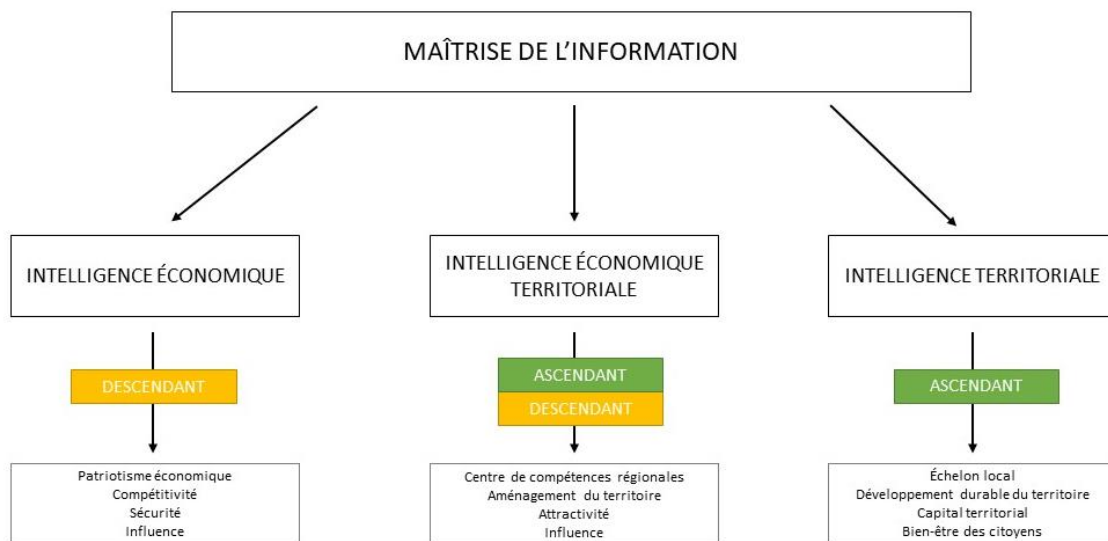 MAÎTRISE DE L’INFORMATION
INTELLIGENCE ÉCONOMIQUE
INTELLIGENCE ÉCONOMIQUE
TERRITORIALE
INTELLIGENCE TERRITORIALE
DESCENDANT
ASCENDANT
DESCENDANT
ASCENDANT
Patriotisme économique
Compétitivité
Sécurité
Influence
Centre de compétences régionales
Aménagement du territoire
Attractivité
Influence
Échelon local
Développement durable du territoire
Capital territorial
Bien-être des citoyens